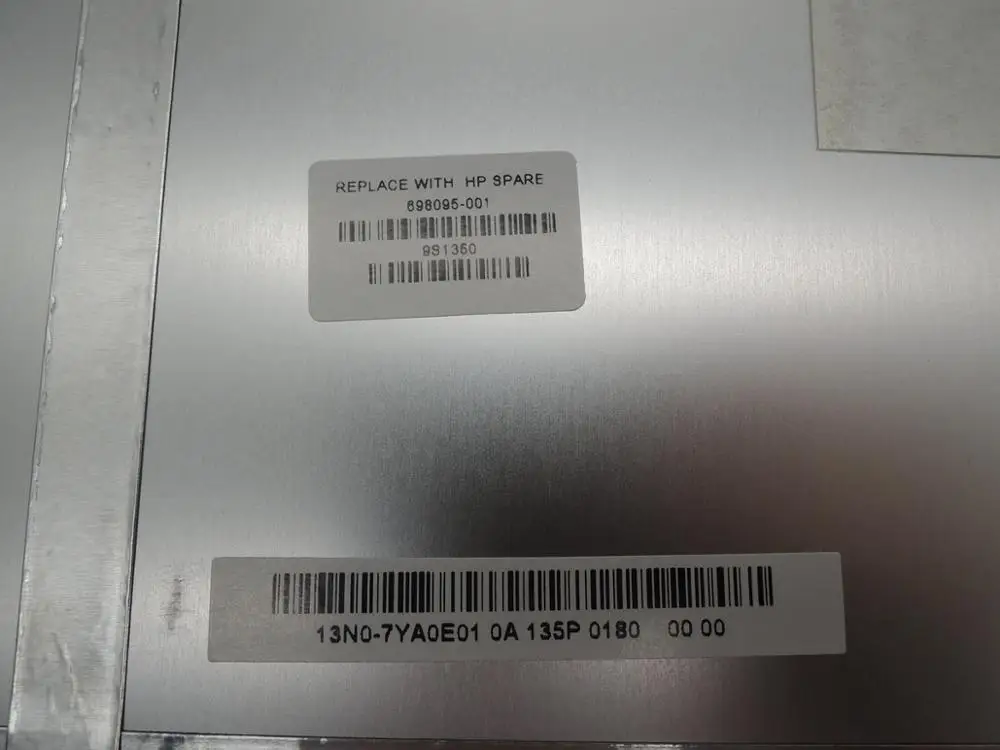 REPLACE WITH HP SPARE
698095-001
9S1350
13N0-7YA0E01 0A 135P 0180 00 00